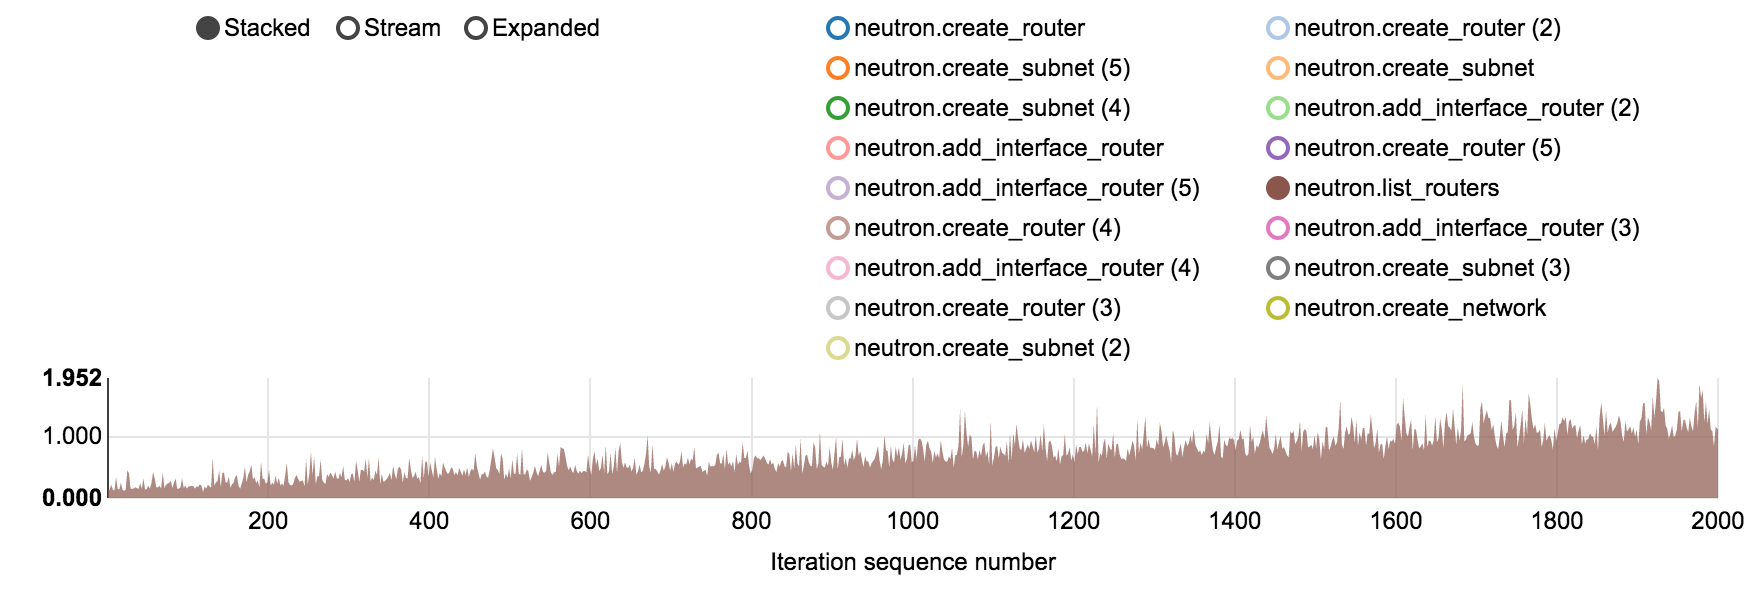 Stacked Stream Expanded
neutron.create_router neutron.create_router (2)
neutron.create_subnet (5) neutron.create_subnet
neutron.create_subnet (4) neutron.add_interface_router (2)
neutron.add_interface_router neutron.create_router (5)
neutron.add_interface_router (5) neutron.list_routers
neutron.create_router (4) neutron.add_interface_router (3)
neutron.add_interface_router (4) neutron.create_subnet (3)
neutron.create_router (3) neutron.create_network
neutron.create_subnet (2)
1.952
1.000
0.000
200 400 600 800 1000 1200 1400 1600 1800 2000
Iteration sequence number